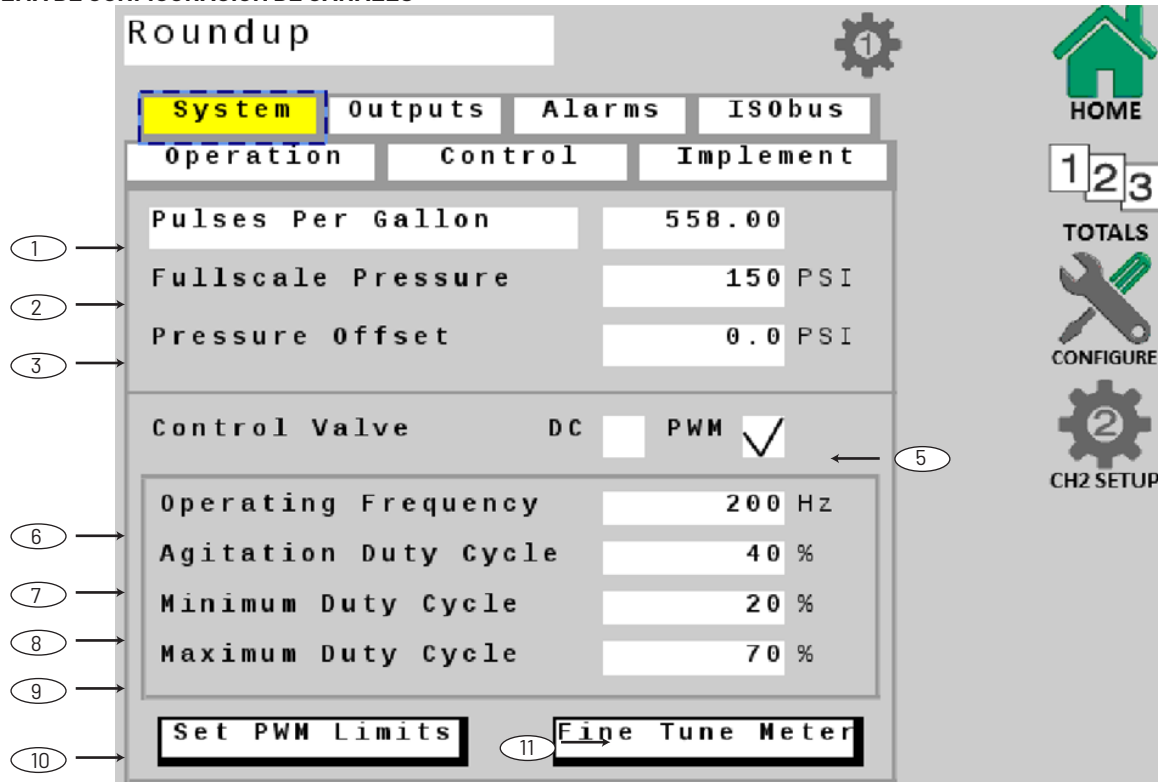 Roundup
1
HOME
System Outputs Alarms ISObus
Operation Control Implement
1 2 3
TOTALS
Pulses Per Gallon 558.00
1
Fullscale Pressure 150 PSI
2
Pressure Offset 0.0 PSI
3
CONFIGURE
Control Valve DC PWM
5
2
CH2 SETUP
Operating Frequency 200 Hz
6
Agitation Duty Cycle 40 %
7
Minimum Duty Cycle 20 %
8
Maximum Duty Cycle 70 %
9
Set PWM Limits 11 Fine Tune Meter
10